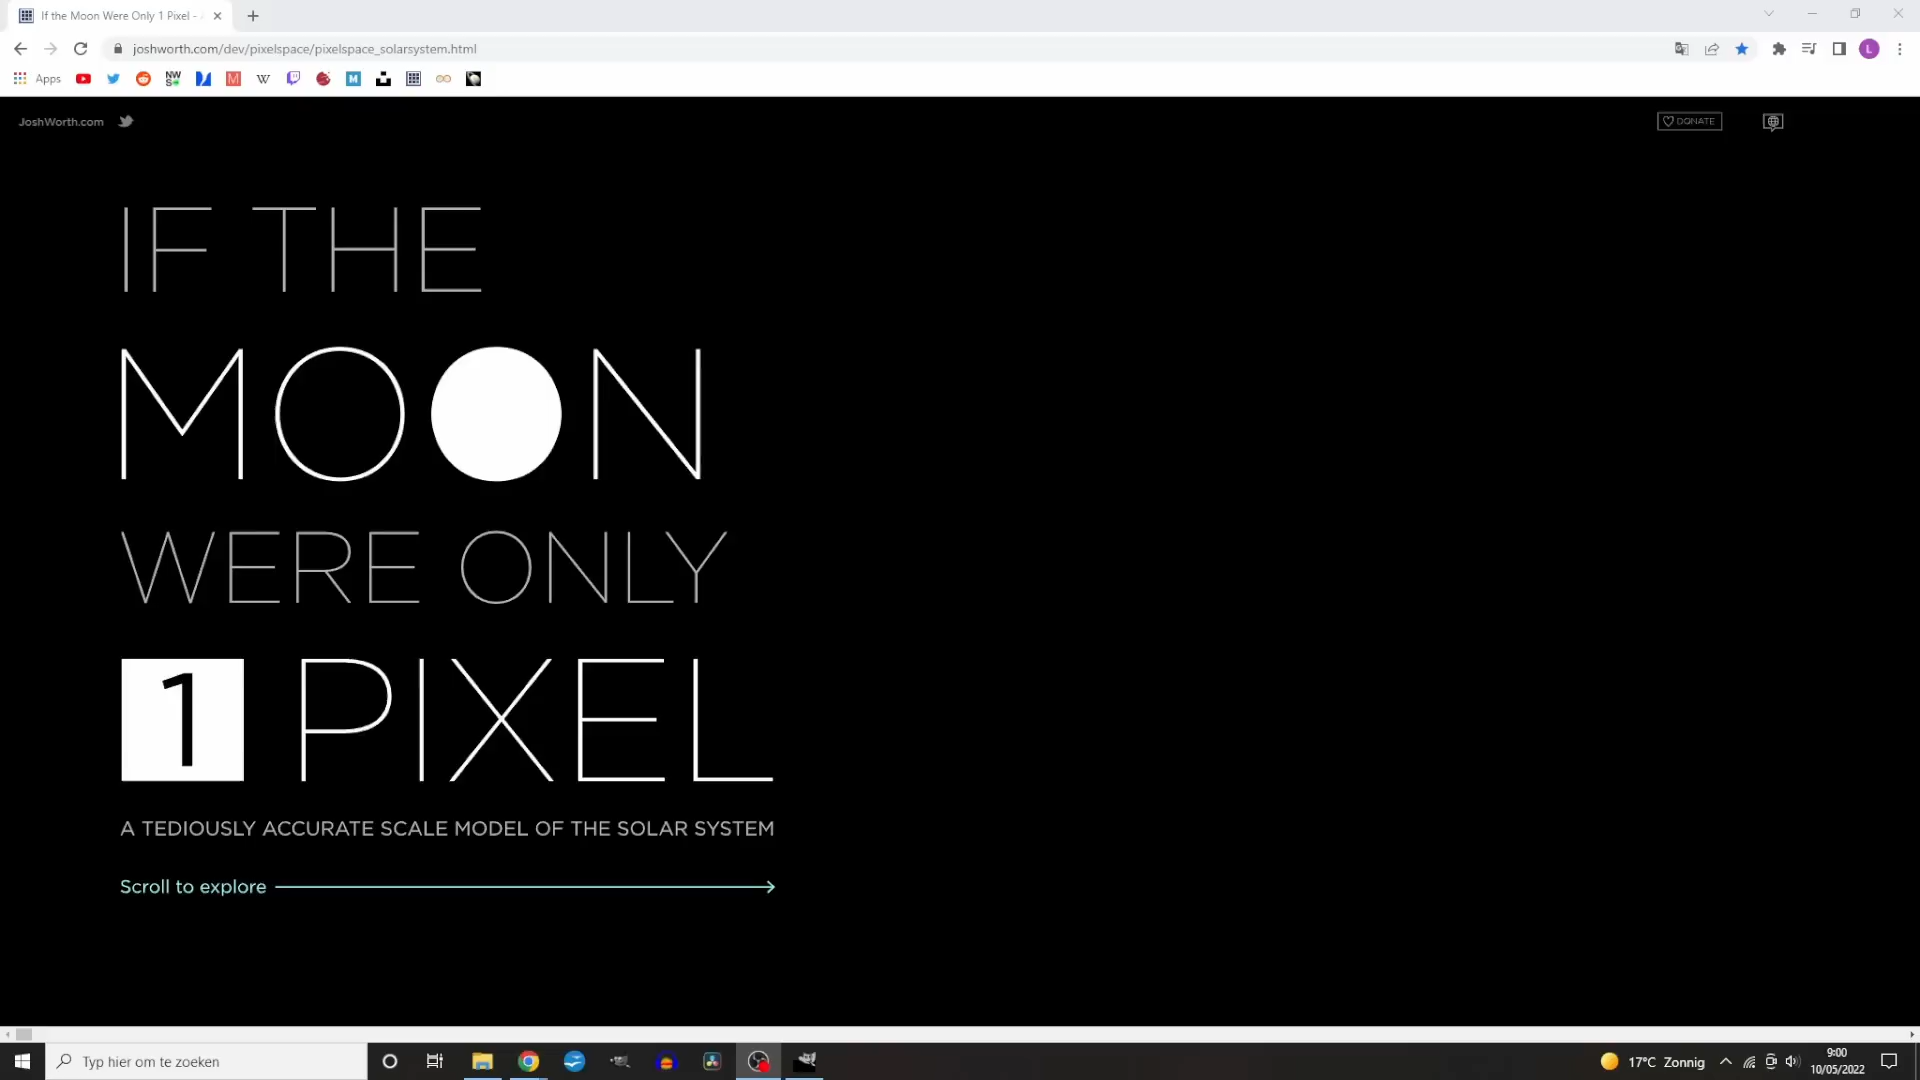 If the Moon Were Only 1 Pixel -
joshworth.com/dev/pixelspace/pixelspace_solarsystem.html
L
Apps
NWS
M
W
M
JoshWorth.com
DONATE
IF THE
MOON
WERE ONLY
1 PIXEL
A TEDIOUSLY ACCURATE SCALE MODEL OF THE SOLAR SYSTEM
Scroll to explore
Typ hier om te zoeken
17°C Zonnig
9:00
10/05/2022